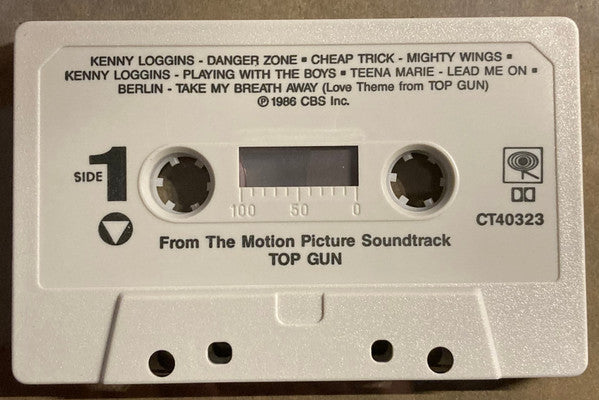 KENNY LOGGINS - DANGER ZONE ▪ CHEAP TRICK - MIGHTY WINGS ▪
KENNY LOGGINS - PLAYING WITH THE BOYS ▪ TEENA MARIE - LEAD ME ON ▪
BERLIN - TAKE MY BREATH AWAY (Love Theme from TOP GUN)
℗1986 CBS Inc.
SIDE 1
100 50 0
CT40323
From The Motion Picture Soundtrack
TOP GUN